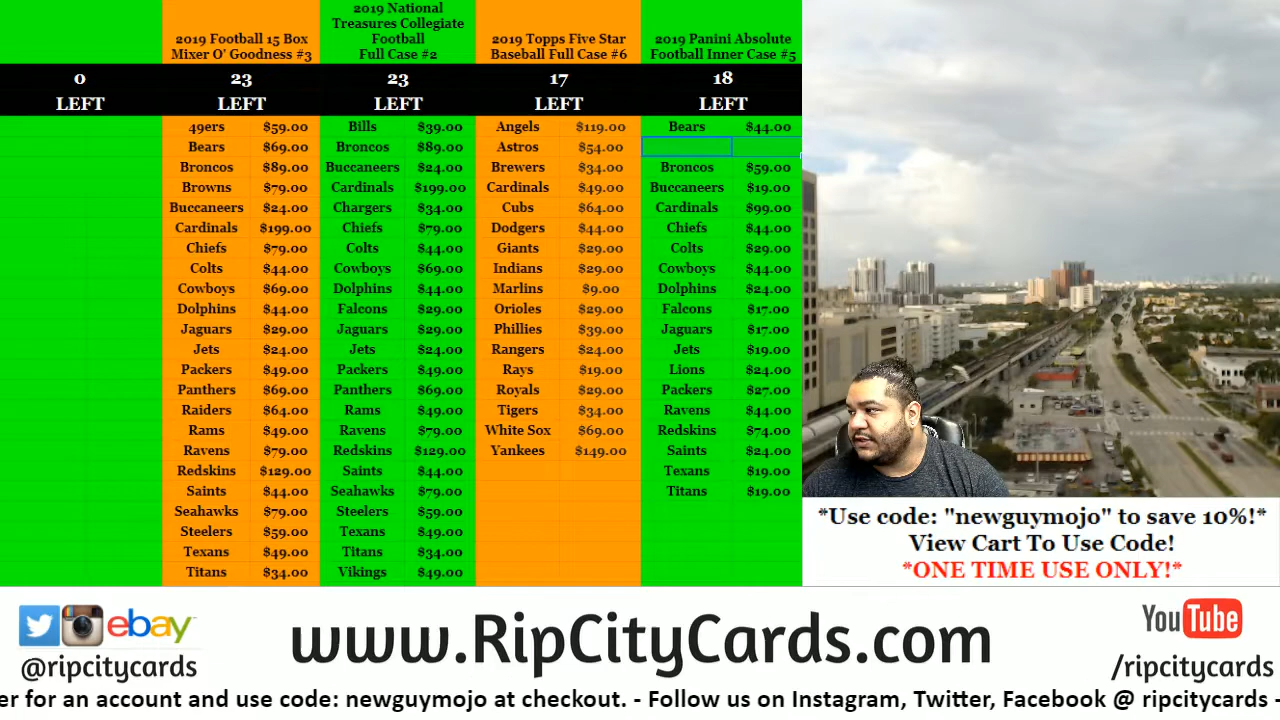 2019 Football 15 Box
Mixer O' Goodness #3
2019 National
Treasures Collegiate
Football
Full Case #2
2019 Topps Five Star
Baseball Full Case #6
2019 Panini Absolute
Football Inner Case #5
0 23 23 17 18
LEFT LEFT LEFT LEFT LEFT
49ers $59.00
Bears $69.00
Broncos $89.00
Browns $79.00
Buccaneers $24.00
Cardinals $199.00
Chiefs $79.00
Colts $44.00
Cowboys $69.00
Dolphins $44.00
Jaguars $29.00
Jets $24.00
Packers $49.00
Panthers $69.00
Raiders $64.00
Rams $49.00
Ravens $79.00
Redskins $129.00
Saints $44.00
Seahawks $79.00
Steelers $59.00
Texans $49.00
Titans $34.00
Bills $39.00
Broncos $89.00
Buccaneers $24.00
Cardinals $199.00
Chargers $34.00
Chiefs $79.00
Colts $44.00
Cowboys $69.00
Dolphins $44.00
Falcons $29.00
Jaguars $29.00
Jets $24.00
Packers $49.00
Panthers $69.00
Rams $49.00
Ravens $79.00
Redskins $129.00
Saints $44.00
Seahawks $79.00
Steelers $59.00
Texans $49.00
Titans $34.00
Vikings $49.00
Angels $119.00
Astros $54.00
Brewers $34.00
Cardinals $49.00
Cubs $64.00
Dodgers $44.00
Giants $29.00
Indians $29.00
Marlins $9.00
Orioles $29.00
Phillies $39.00
Rangers $24.00
Rays $19.00
Royals $29.00
Tigers $34.00
White Sox $69.00
Yankees $149.00
Bears $44.00
Broncos $59.00
Buccaneers $19.00
Cardinals $99.00
Chiefs $44.00
Colts $29.00
Cowboys $44.00
Dolphins $24.00
Falcons $17.00
Jaguars $17.00
Jets $19.00
Lions $24.00
Packers $27.00
Ravens $44.00
Redskins $74.00
Saints $24.00
Texans $19.00
Titans $19.00
*Use code: "newguymojo" to save 10%!*
View Cart To Use Code!
*ONE TIME USE ONLY!*
ebay
@ripcitycards
www.RipCityCards.com
YouTube
/ripcitycards
er for an account and use code: newguymojo at checkout. - Follow us on Instagram, Twitter, Facebook @ ripcitycards -